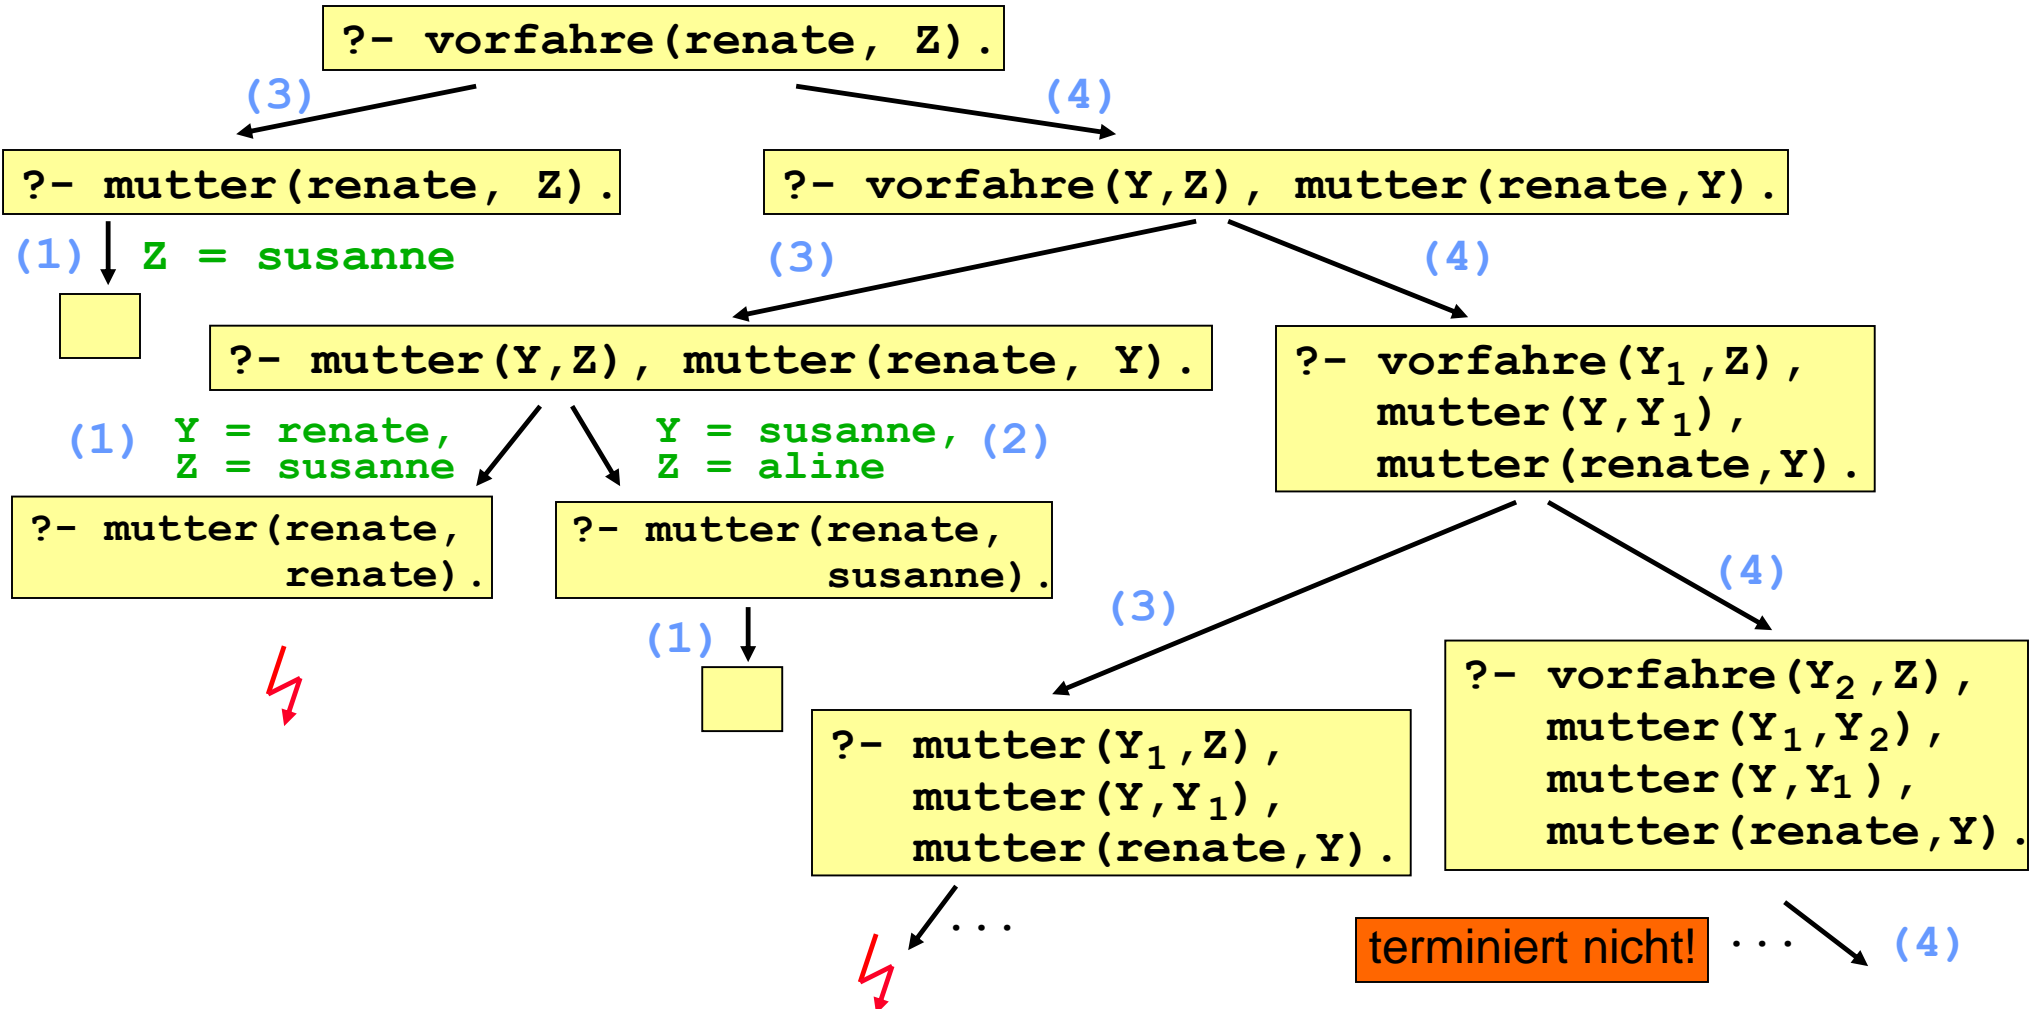 ?- vorfahre(renate, Z).
(3)
(4)
?- mutter(renate, Z).
?- vorfahre(Y,Z), mutter(renate,Y).
(1)
Z = susanne
(3)
(4)
?- mutter(Y,Z), mutter(renate, Y).
?- vorfahre(Y₁,Z),
mutter(Y,Y₁),
mutter(renate,Y).
(1)
Y = renate,
Z = susanne
Y = susanne,
Z = aline
(2)
?- mutter(renate,
renate).
?- mutter(renate,
susanne).
(1)
(3)
(4)
?- mutter(Y₁,Z),
mutter(Y,Y₁),
mutter(renate,Y).
?- vorfahre(Y₂,Z),
mutter(Y₁,Y₂),
mutter(Y,Y₁),
mutter(renate,Y).
...
terminiert nicht!
...
(4)